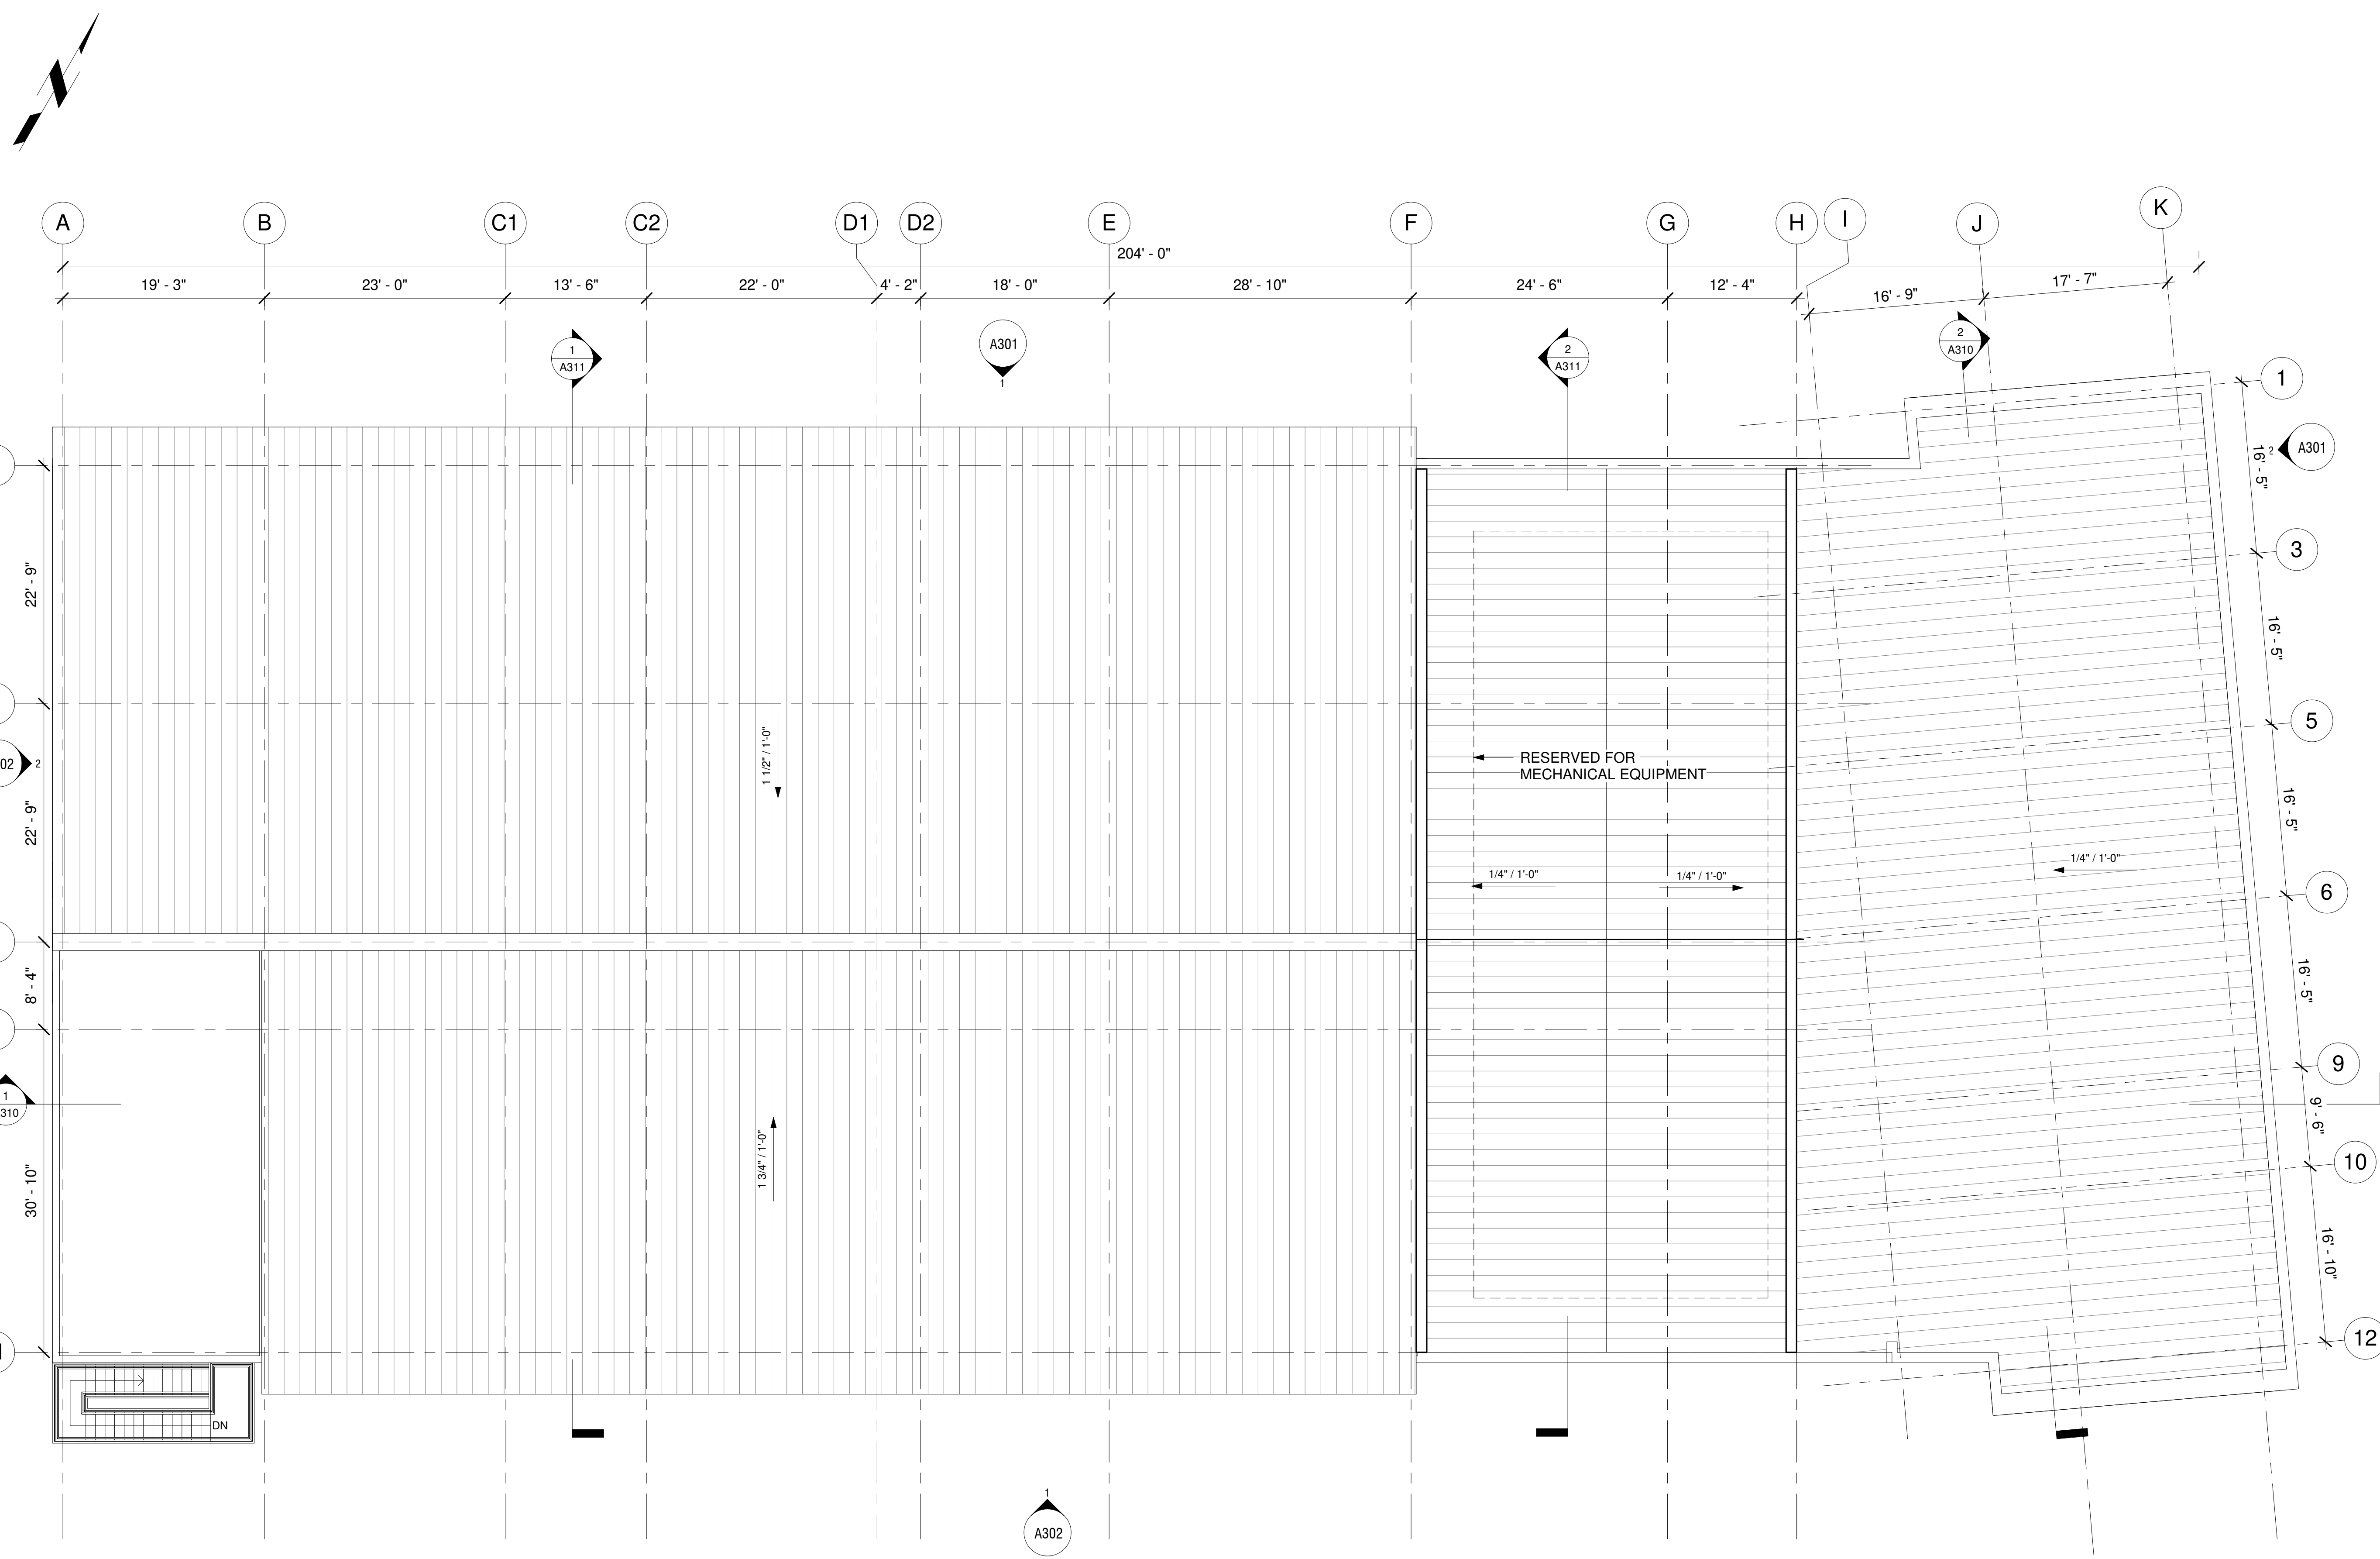 N
A
B
C1
C2
D1
D2
E
F
G
H
I
J
K
204' - 0"
19' - 3"
23' - 0"
13' - 6"
22' - 0"
4' - 2"
18' - 0"
28' - 10"
24' - 6"
12' - 4"
16' - 9"
17' - 7"
1
A311
A301
1
2
A311
2
A310
1
16' - 5"
2
A301
3
22' - 9"
16' - 5"
5
1 1/2" / 1'-0"
RESERVED FOR
MECHANICAL EQUIPMENT
02
2
22' - 9"
16' - 5"
1/4" / 1'-0"
1/4" / 1'-0"
1/4" / 1'-0"
6
8' - 4"
16' - 5"
9
1
310
9' - 6"
1 3/4" / 1'-0"
30' - 10"
10
16' - 10"
12
DN
1
A302